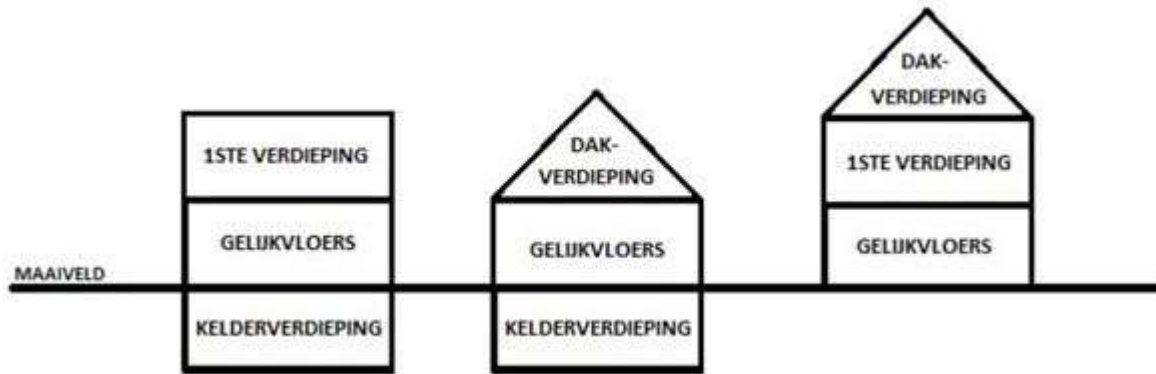 1STE VERDIEPING
GELIJKVLOERS
MAAIVELD
KELDERVERDIEPING
DAK-
VERDIEPING
GELIJKVLOERS
KELDERVERDIEPING
DAK-
VERDIEPING
1STE VERDIEPING
GELIJKVLOERS